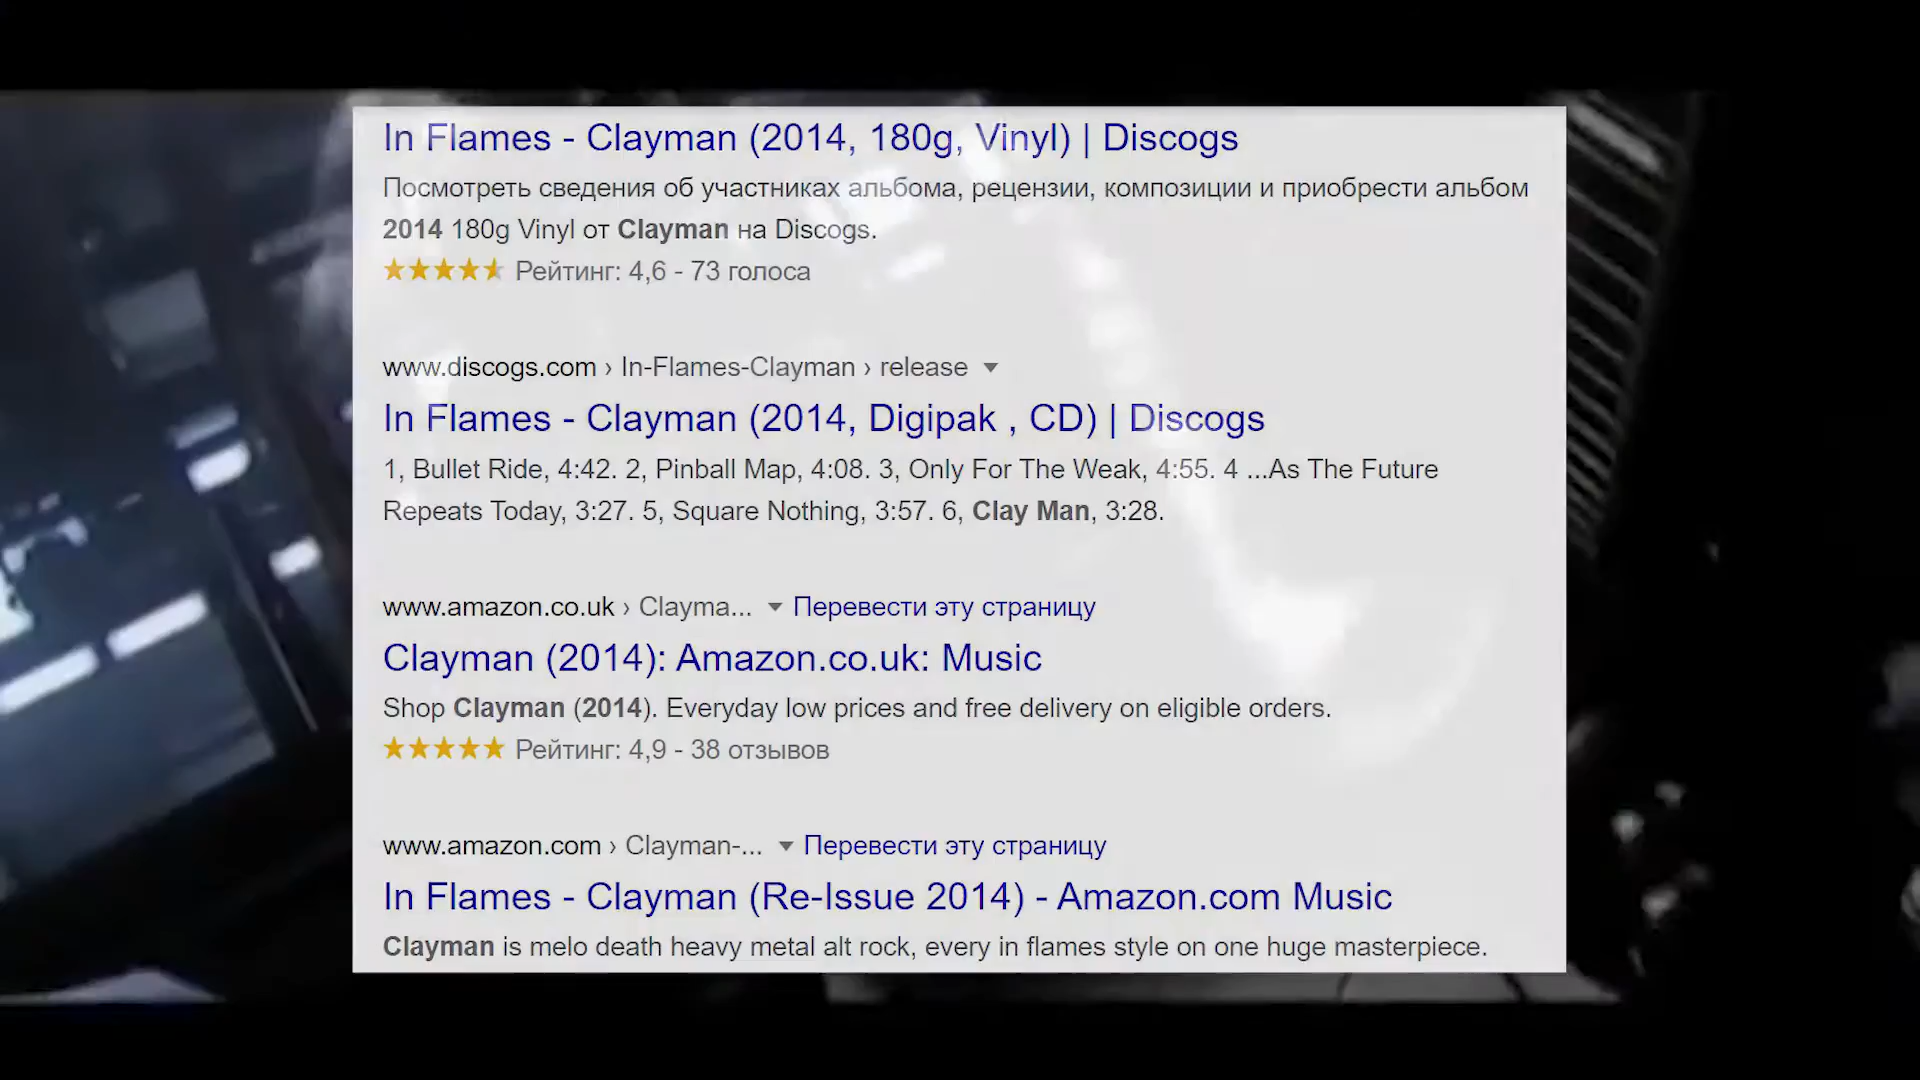 In Flames - Clayman (2014, 180g, Vinyl) | Discogs
Посмотреть сведения об участниках альбома, рецензии, композиции и приобрести альбом
2014 180g Vinyl от Clayman на Discogs.
Рейтинг: 4,6 - 73 голоса
www.discogs.com › In-Flames-Clayman › release
In Flames - Clayman (2014, Digipak , CD) | Discogs
1, Bullet Ride, 4:42. 2, Pinball Map, 4:08. 3, Only For The Weak, 4:55. 4 ...As The Future
Repeats Today, 3:27. 5, Square Nothing, 3:57. 6, Clay Man, 3:28.
www.amazon.co.uk › Clayma... Перевести эту страницу
Clayman (2014): Amazon.co.uk: Music
Shop Clayman (2014). Everyday low prices and free delivery on eligible orders.
Рейтинг: 4,9 - 38 отзывов
www.amazon.com › Clayman-... Перевести эту страницу
In Flames - Clayman (Re-Issue 2014) - Amazon.com Music
Clayman is melo death heavy metal alt rock, every in flames style on one huge masterpiece.